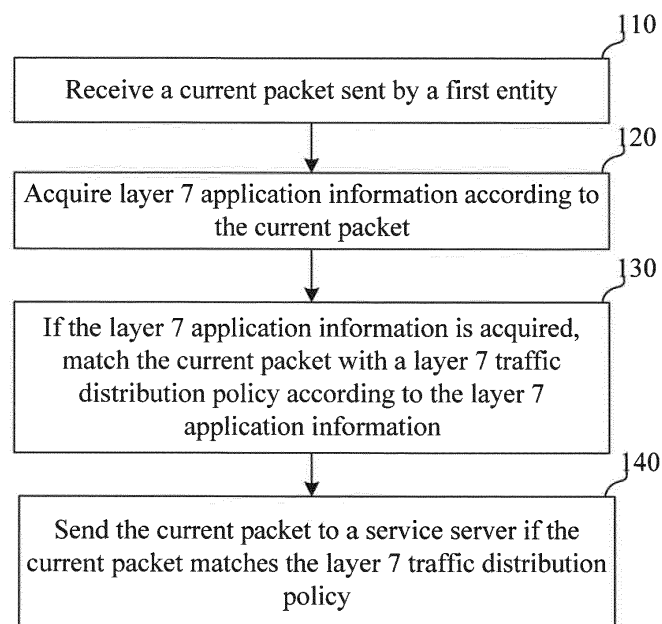 110
Receive a current packet sent by a first entity
120
Acquire layer 7 application information according to
the current packet
130
If the layer 7 application information is acquired,
match the current packet with a layer 7 traffic
distribution policy according to the layer 7
application information
140
Send the current packet to a service server if the
current packet matches the layer 7 traffic distribution
policy